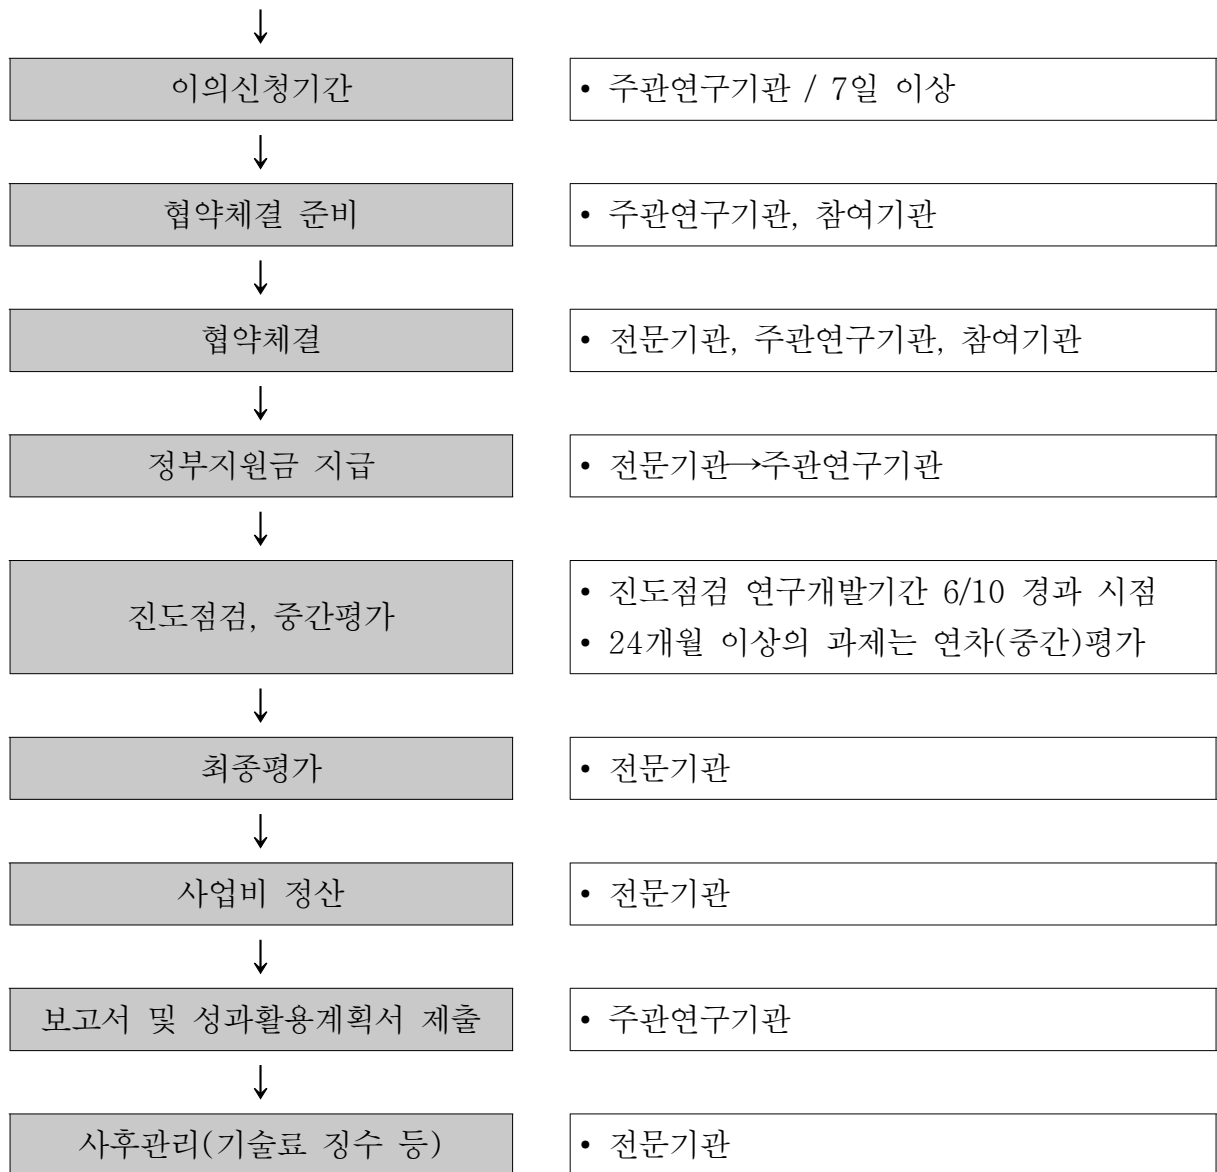 ↓
이의신청기간
• 주관연구기관 / 7일 이상
↓
협약체결 준비
• 주관연구기관, 참여기관
↓
협약체결
• 전문기관, 주관연구기관, 참여기관
↓
정부지원금 지급
• 전문기관→주관연구기관
↓
진도점검, 중간평가
• 진도점검 연구개발기간 6/10 경과 시점
• 24개월 이상의 과제는 연차(중간)평가
↓
최종평가
• 전문기관
↓
사업비 정산
• 전문기관
↓
보고서 및 성과활용계획서 제출
• 주관연구기관
↓
사후관리(기술료 징수 등)
• 전문기관